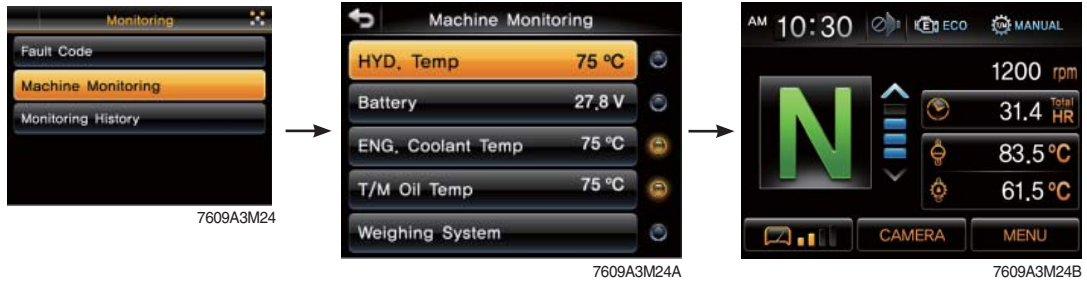 Monitoring
Fault Code
Machine Monitoring
Monitoring History
7609A3M24
Machine Monitoring
HYD. Temp 75 ℃
Battery 27.8 V
ENG. Coolant Temp 75 ℃
T/M Oil Temp 75 ℃
Weighing System
7609A3M24A
AM 10:30 E ECO T/M MANUAL
N
1200 rpm
31.4 Total HR
83.5℃
61.5℃
CAMERA MENU
7609A3M24B